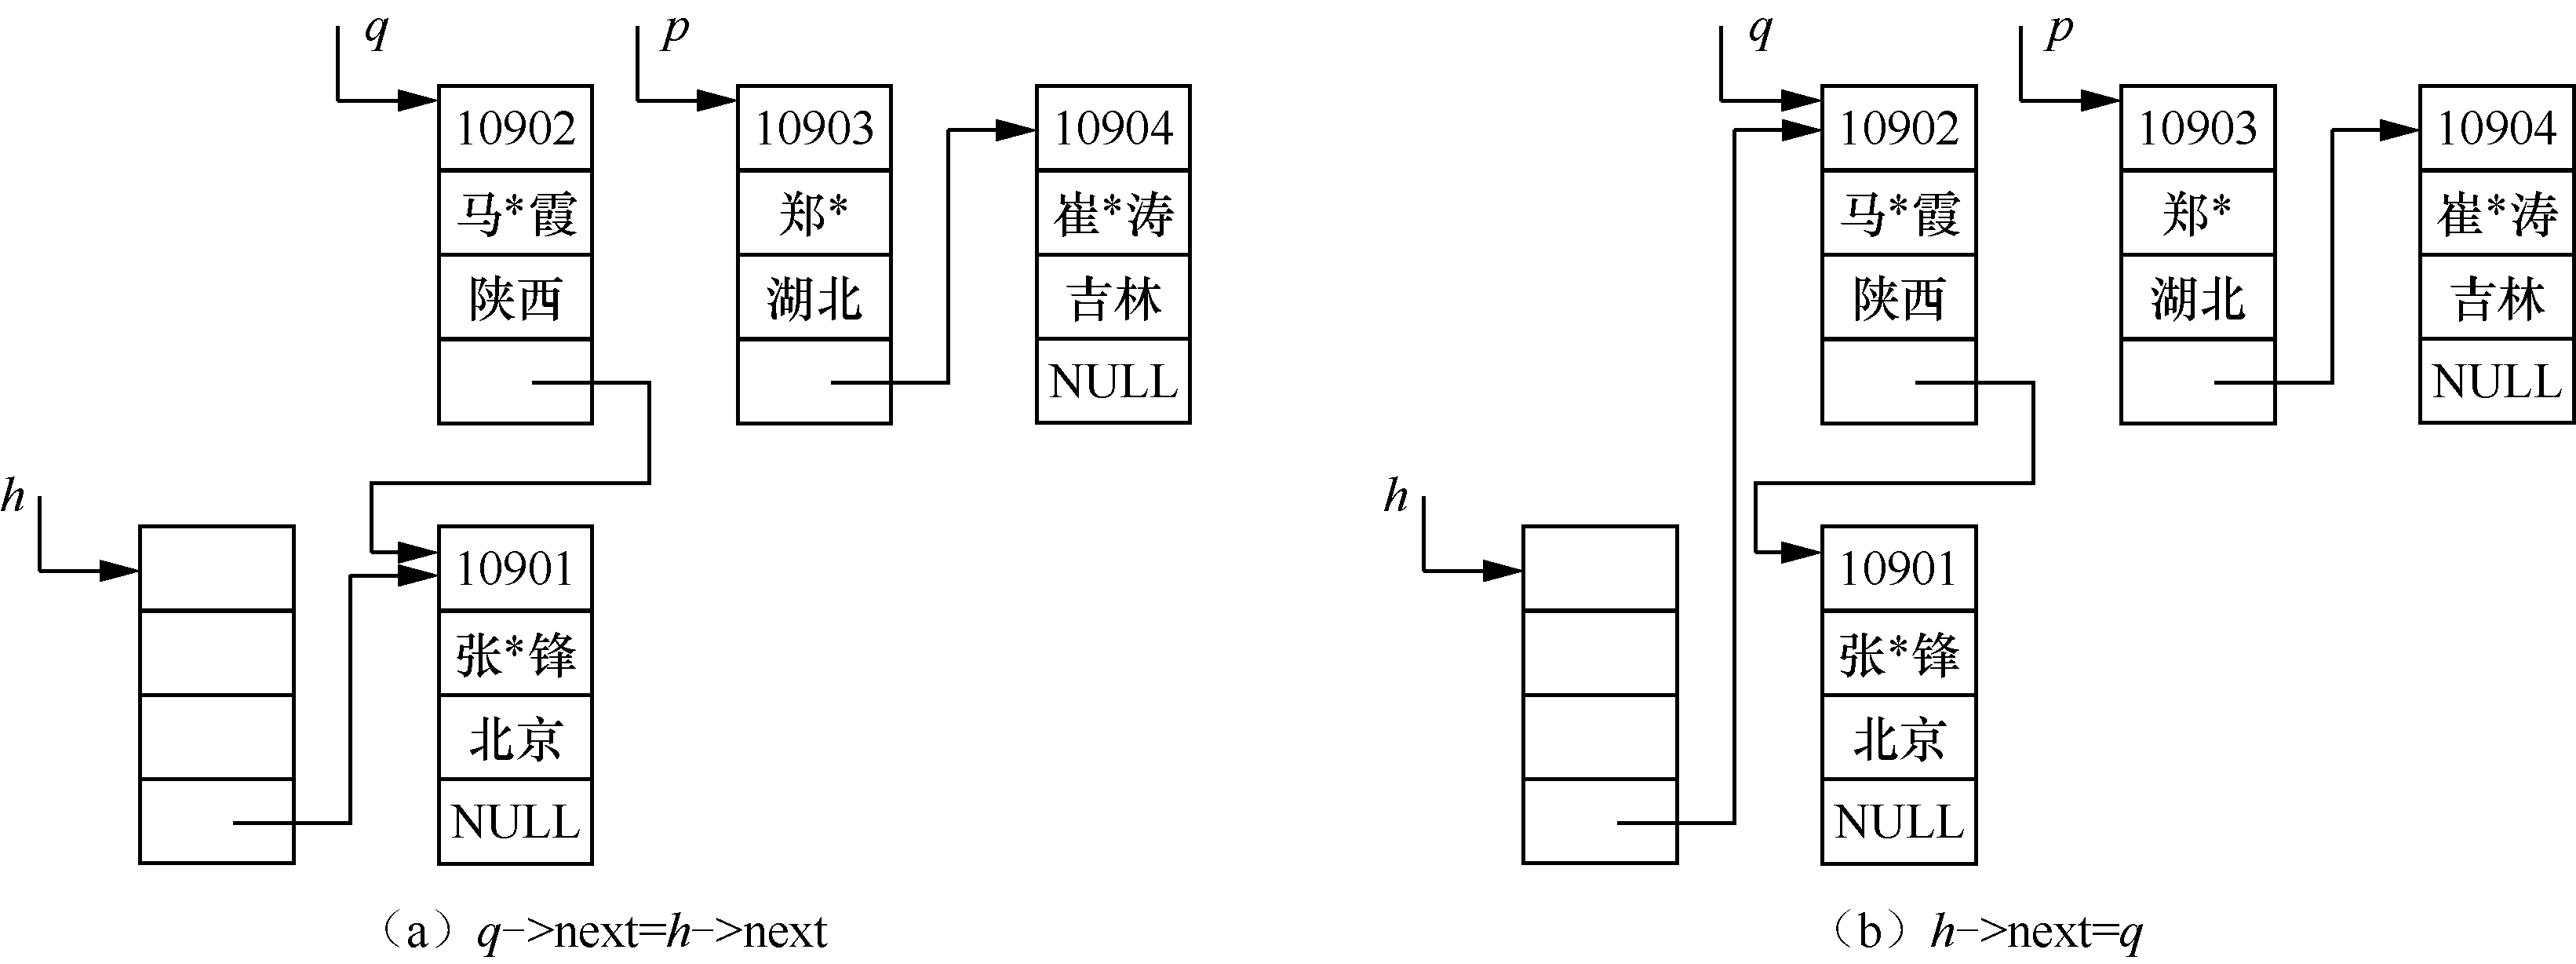 q
p
10902
10903
10904
马*霞
郑*
崔*涛
陕西
湖北
吉林
NULL
h
10901
张*锋
北京
NULL
（a）q->next=h->next
q
p
10902
10903
10904
马*霞
郑*
崔*涛
陕西
湖北
吉林
NULL
h
10901
张*锋
北京
NULL
（b）h->next=q